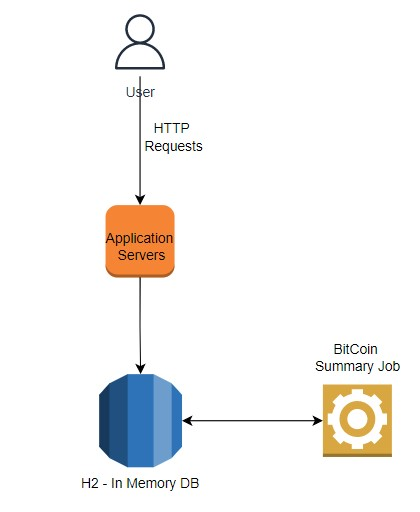 User
HTTP
Requests
Application
Servers
BitCoin
Summary Job
H2 - In Memory DB